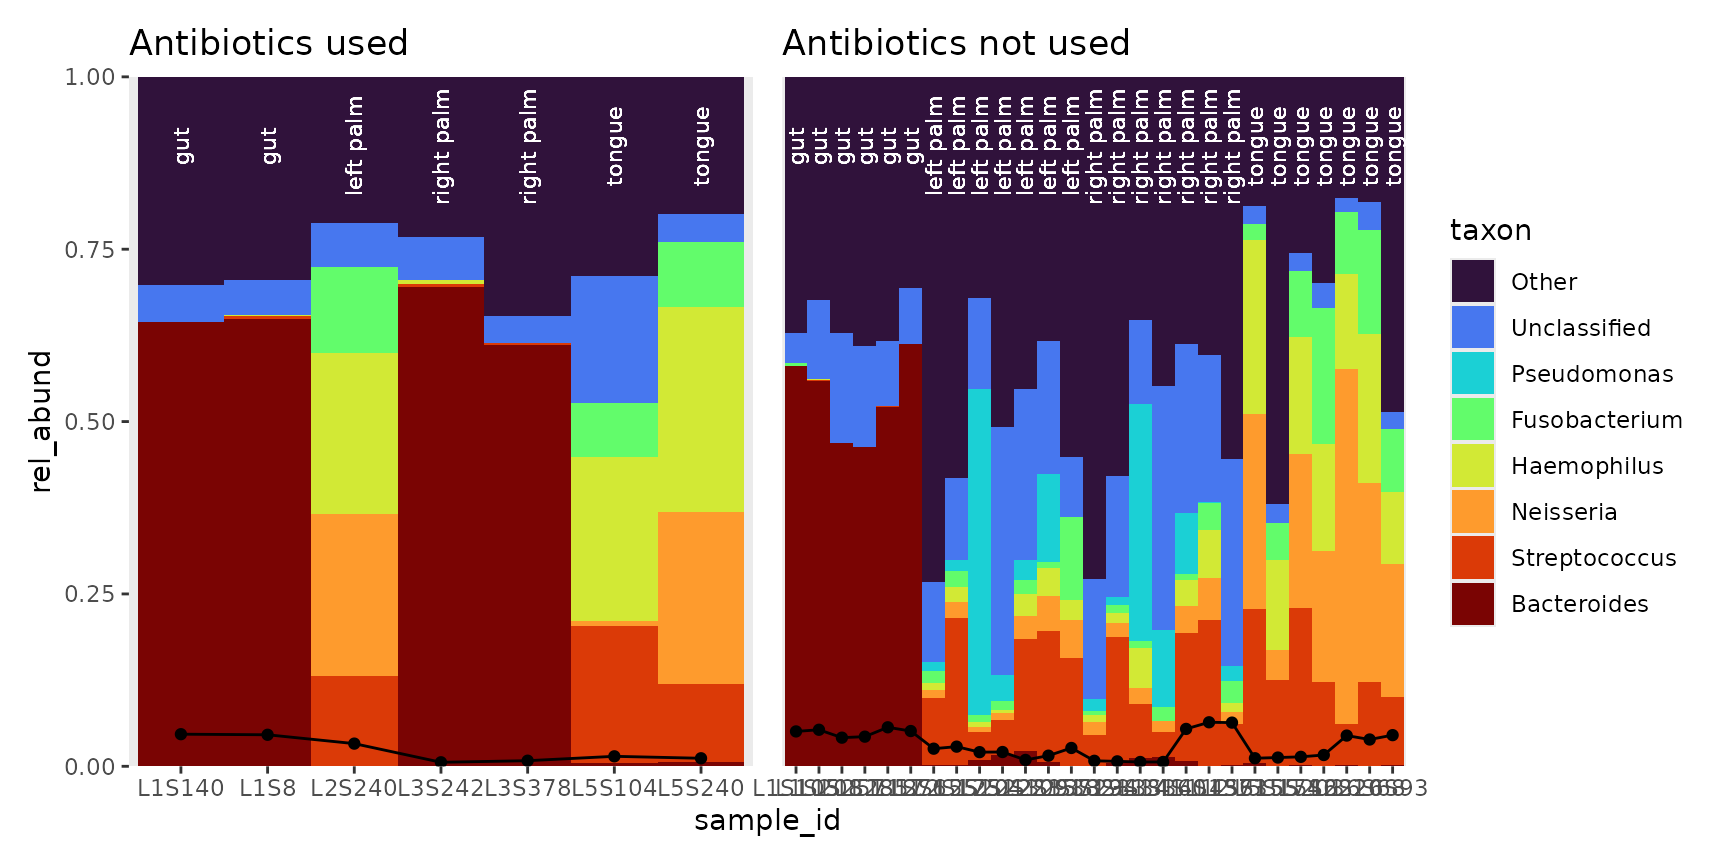 Antibiotics used
Antibiotics not used
1.00
0.75
0.50
0.25
0.00
rel_abund
gut
gut
left palm
right palm
right palm
tongue
tongue
gut
gut
gut
gut
gut
gut
left palm
left palm
left palm
left palm
left palm
left palm
left palm
right palm
right palm
right palm
right palm
right palm
right palm
right palm
tongue
tongue
tongue
tongue
tongue
tongue
tongue
L1S140
L1S8
L2S240
L3S242
L3S378
L5S104
L5S240
sample_id
taxon
Other
Unclassified
Pseudomonas
Fusobacterium
Haemophilus
Neisseria
Streptococcus
Bacteroides